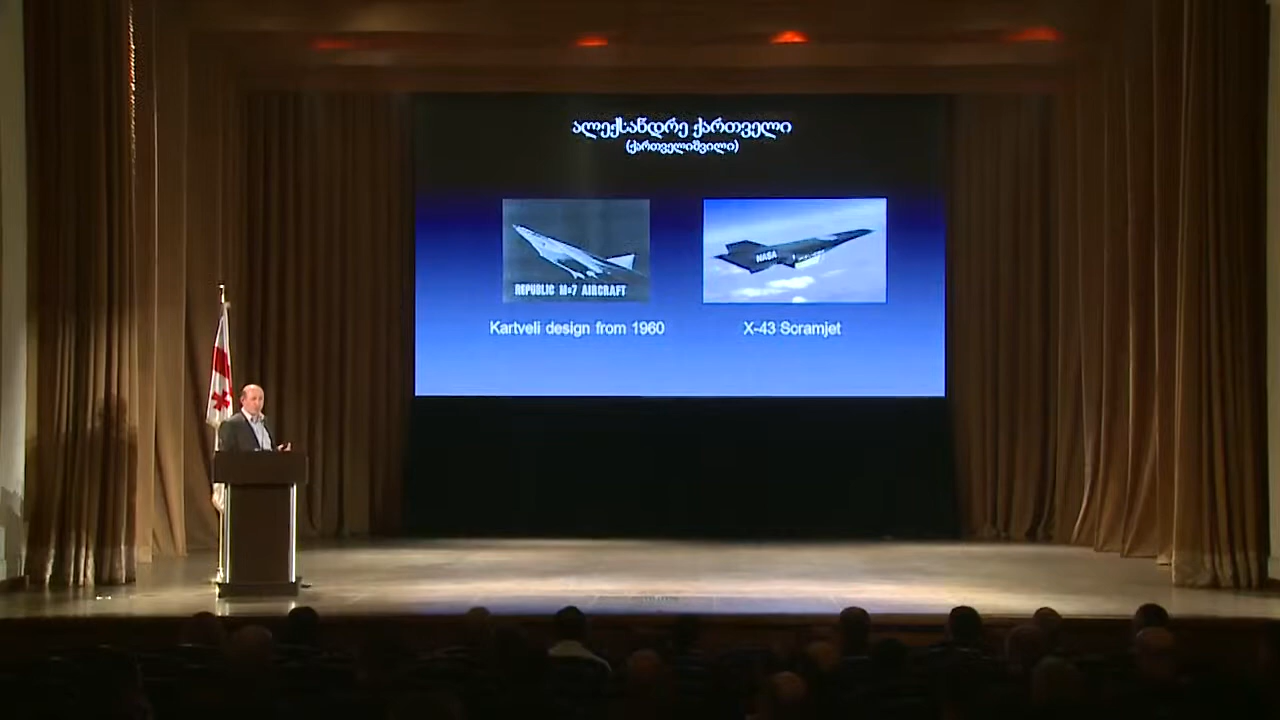 ალექსანდრე ქართველი
(ქართველიშვილი)
REPUBLIC M=7 AIRCRAFT
NASA
Kartveli design from 1960
X-43 Scramjet